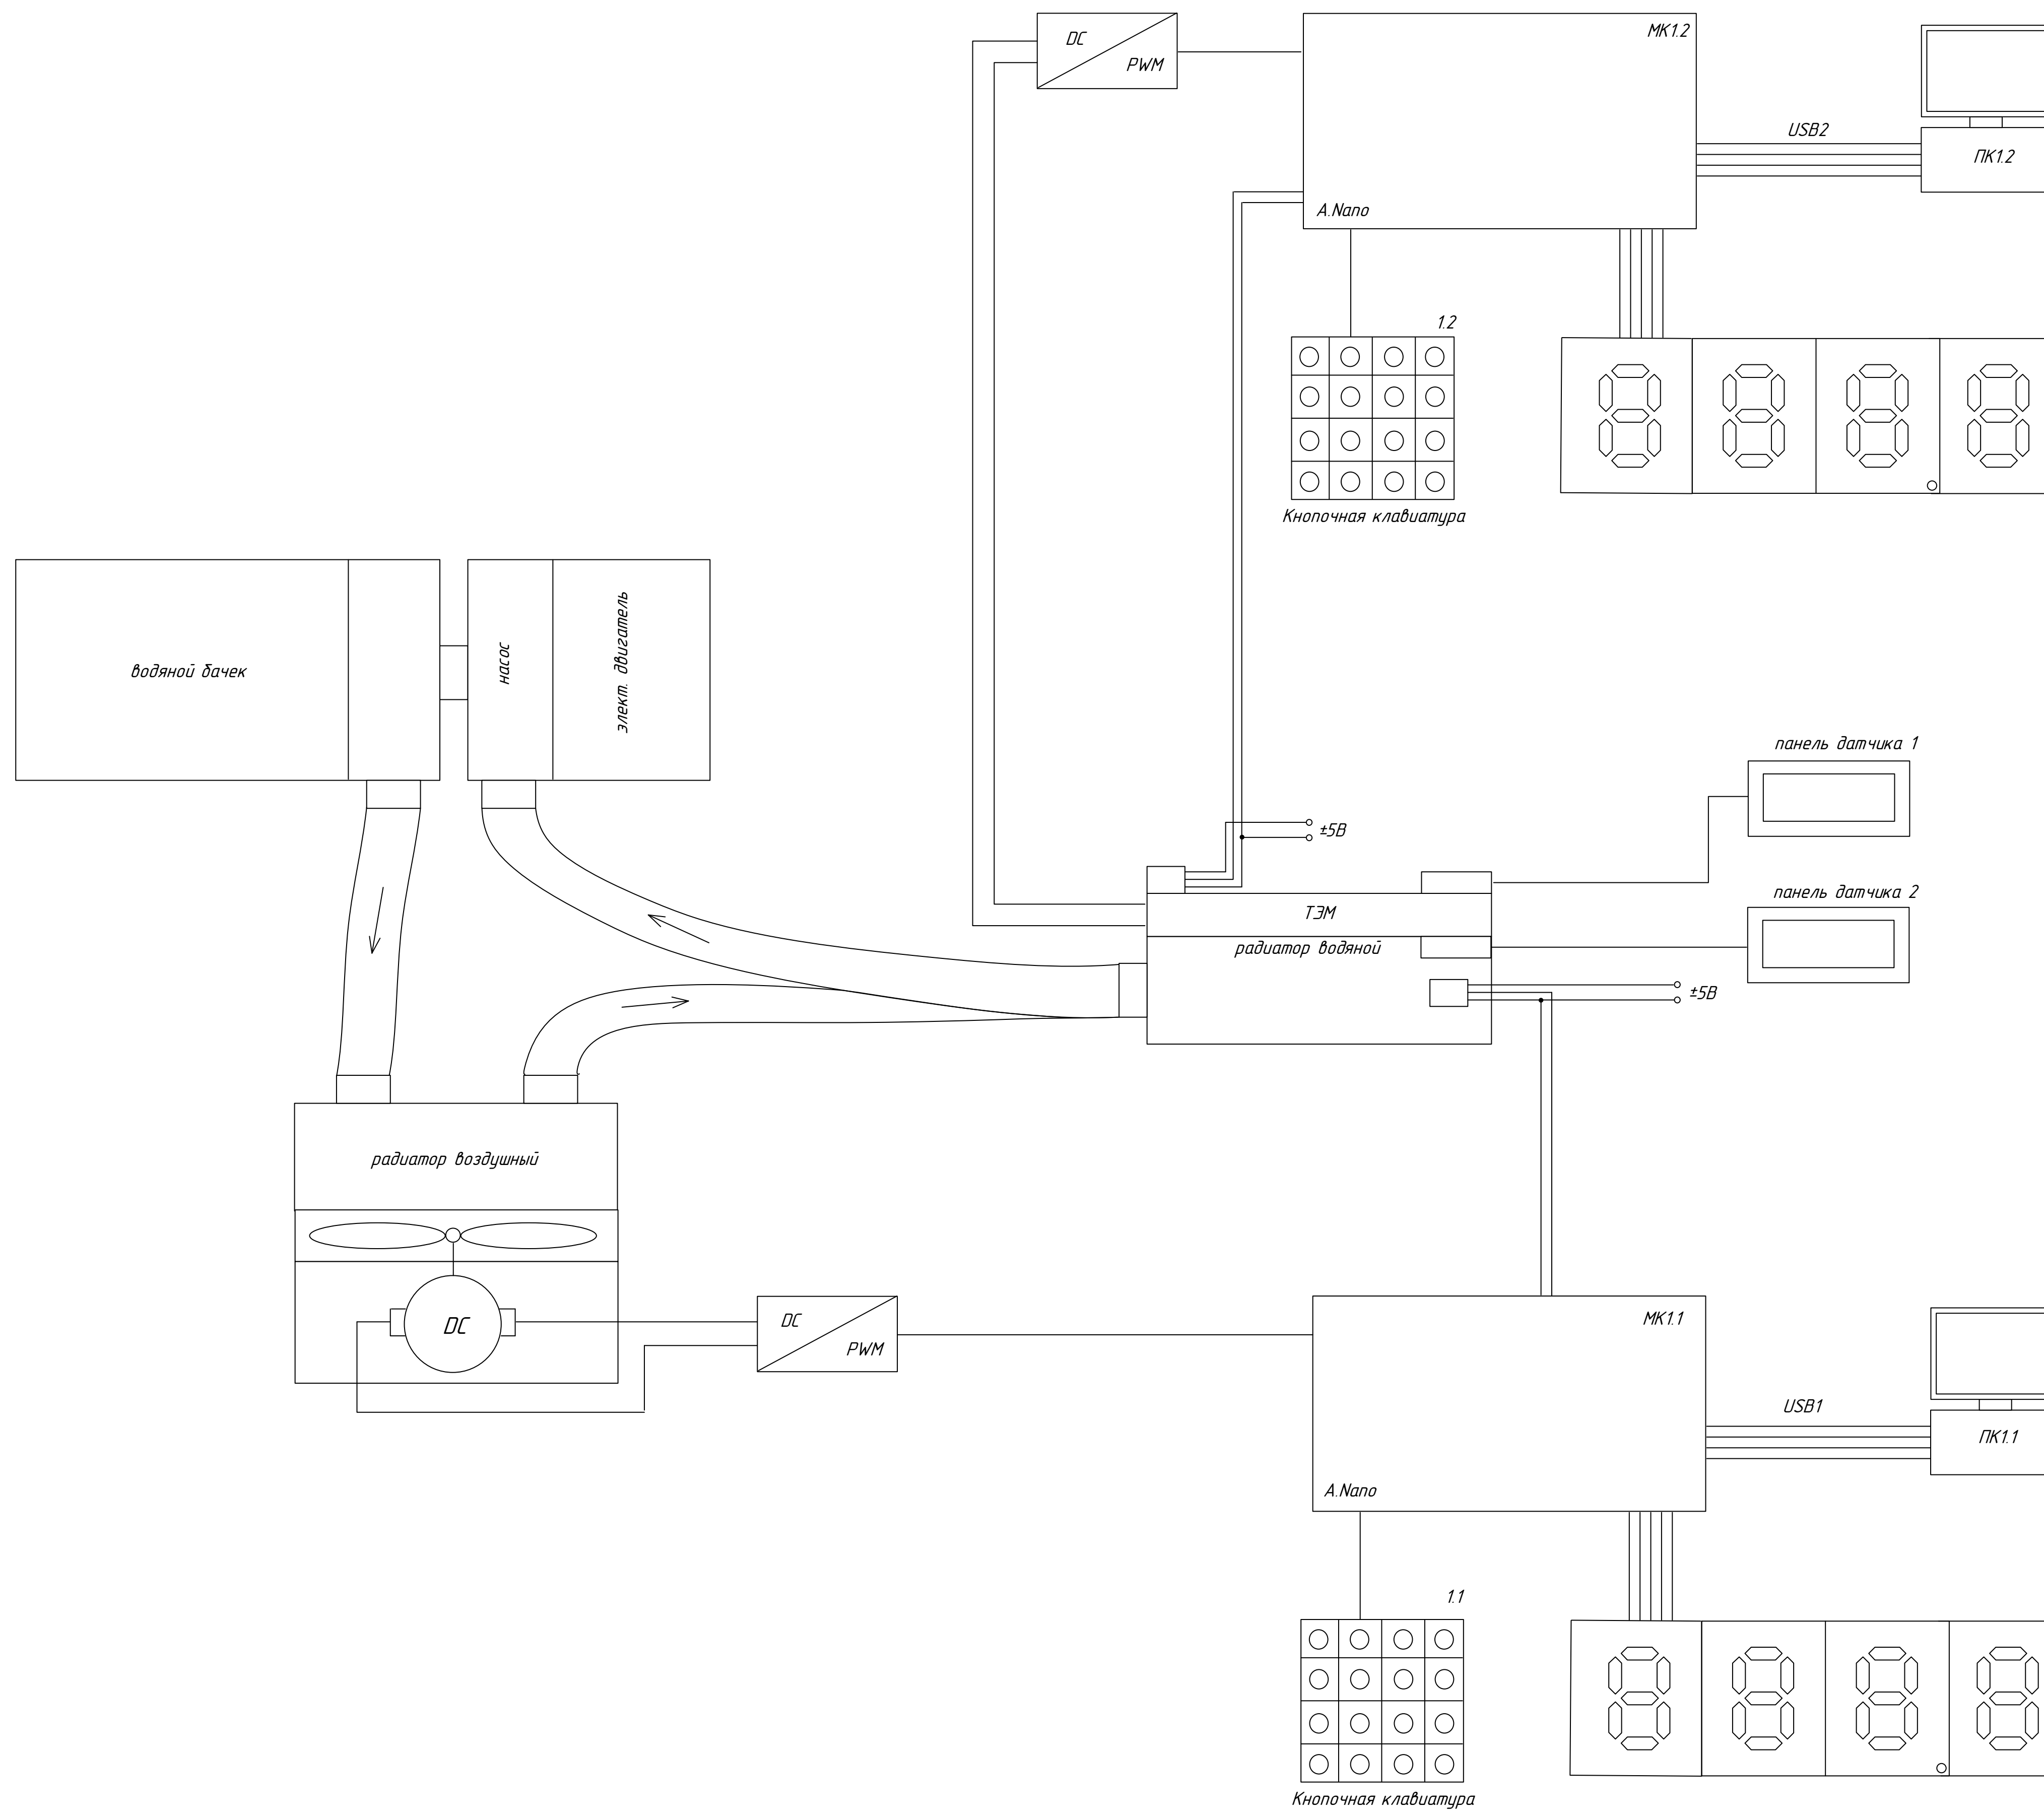 DC
PWM
МК1.2
A.Nano
USB2
ПК1.2
1.2
Кнопочная клавиатура
водяной бачек
насос
элект. двигатель
панель датчика 1
±5В
ТЭМ
панель датчика 2
радиатор водяной
±5В
радиатор воздушный
DC
DC
PWM
МК1.1
A.Nano
USB1
ПК1.1
1.1
Кнопочная клавиатура